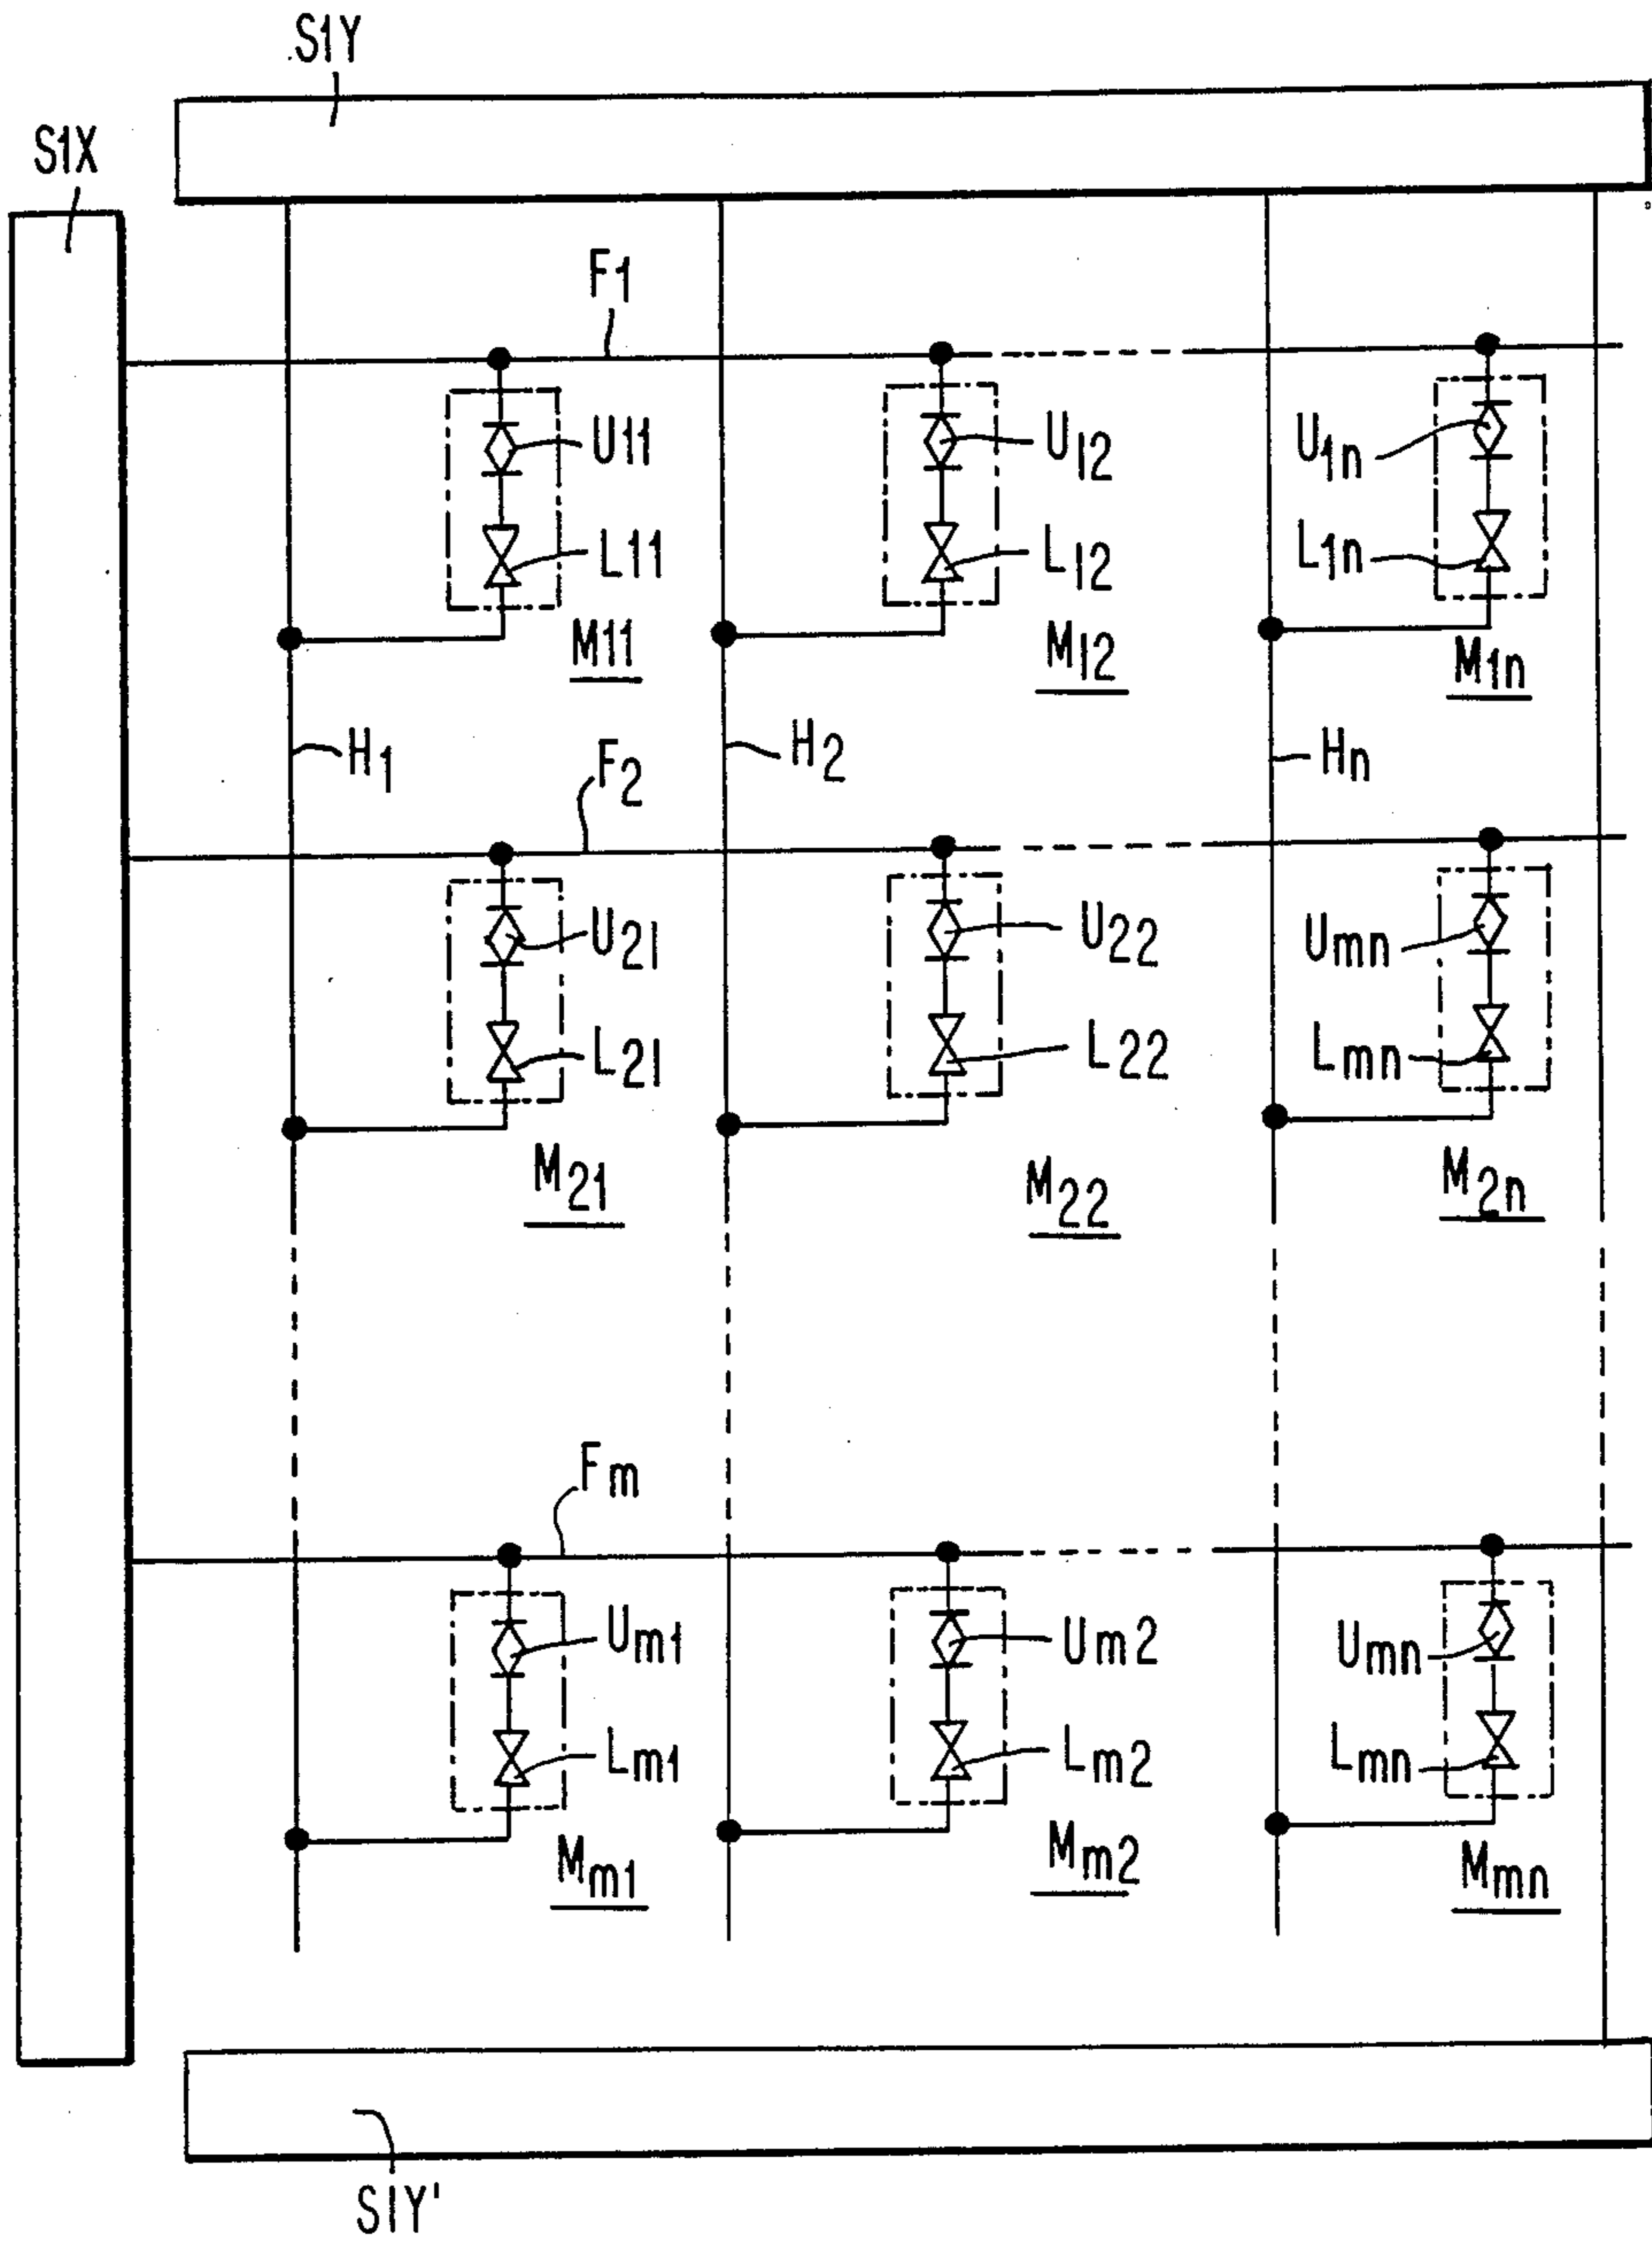 S1Y
S1X
F1
U11
U12
U1n
L11
L12
L1n
M11
M12
M1n
H1
H2
Hn
F2
U21
U22
Umn
L21
L22
Lmn
M21
M22
M2n
Fm
Um1
Um2
Umn
Lm1
Lm2
Lmn
Mm1
Mm2
Mmn
S1Y'